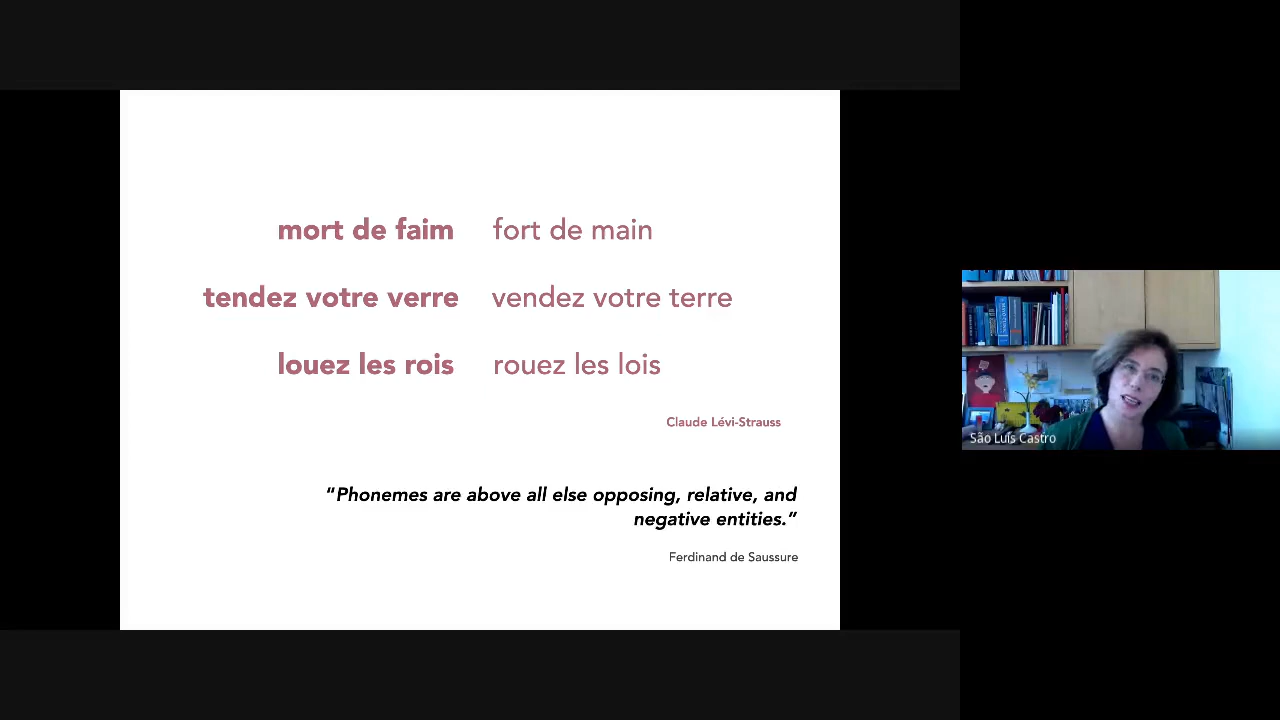 mort de faim fort de main
tendez votre verre vendez votre terre
louez les rois rouez les lois
Claude Lévi-Strauss
"Phonemes are above all else opposing, relative, and
negative entities."
Ferdinand de Saussure
São Luís Castro